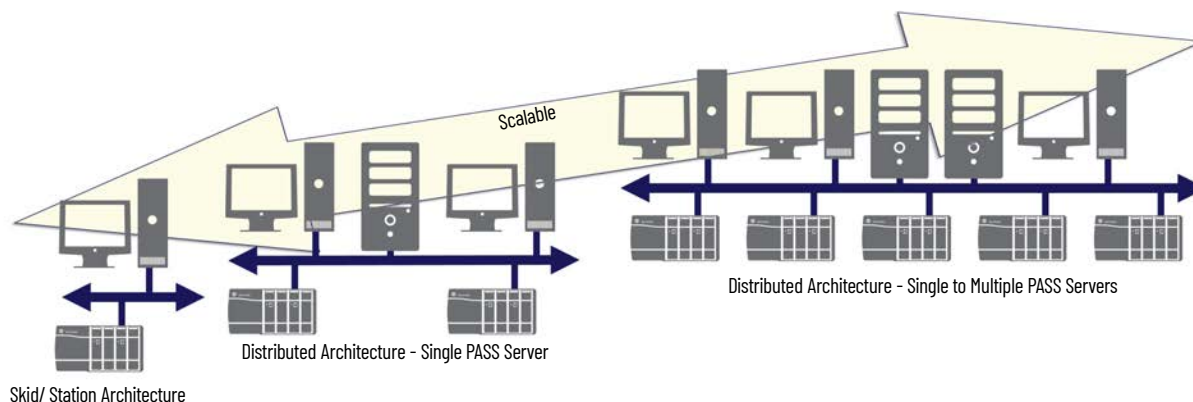 Scalable
Distributed Architecture - Single to Multiple PASS Servers
Distributed Architecture - Single PASS Server
Skid/ Station Architecture